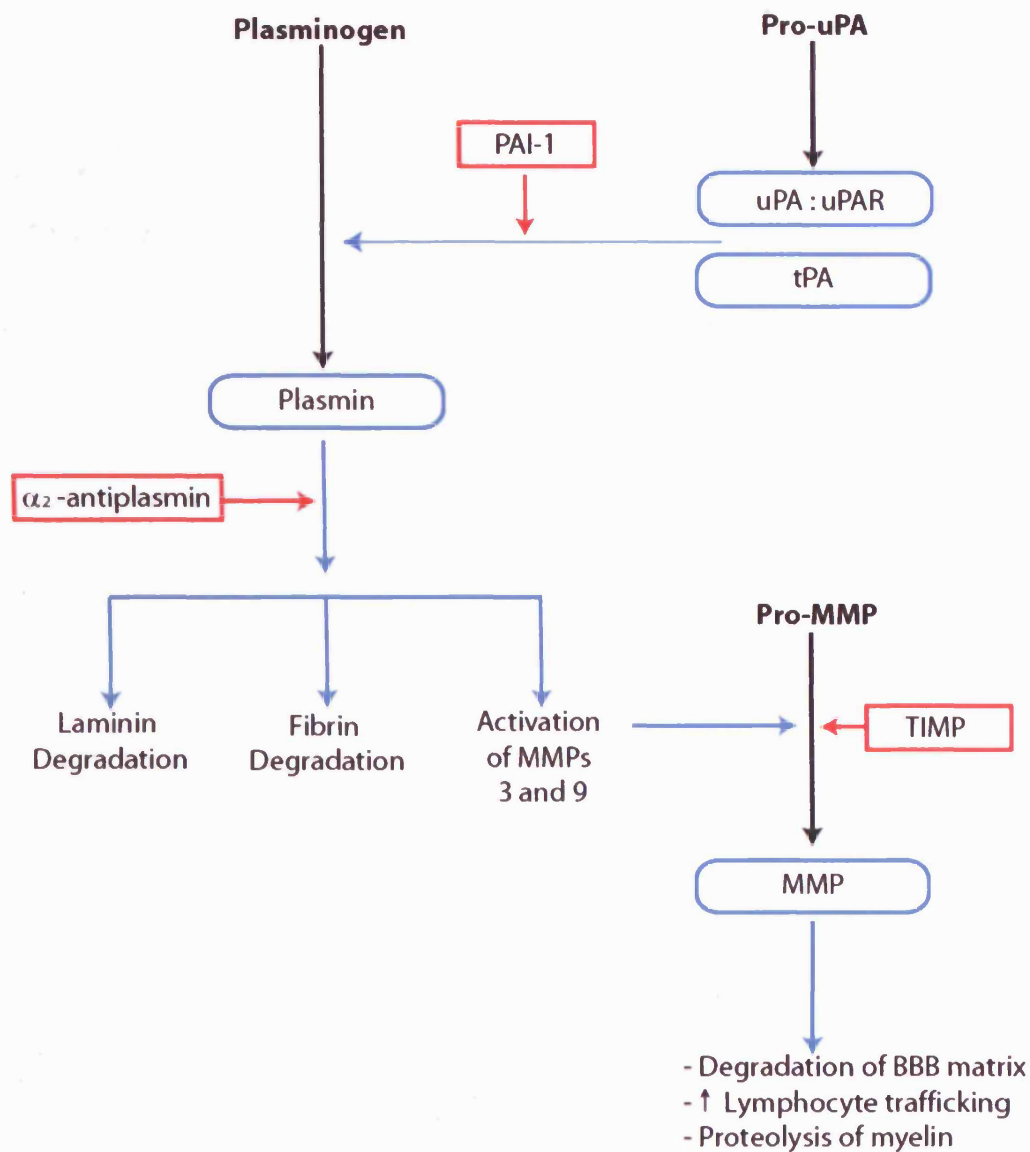 Plasminogen
Pro-uPA
PAI-1
uPA : uPAR
tPA
Plasmin
α₂ -antiplasmin
Pro-MMP
Laminin
Degradation
Fibrin
Degradation
Activation
of MMPs
3 and 9
TIMP
MMP
- Degradation of BBB matrix
- ↑ Lymphocyte trafficking
- Proteolysis of myelin